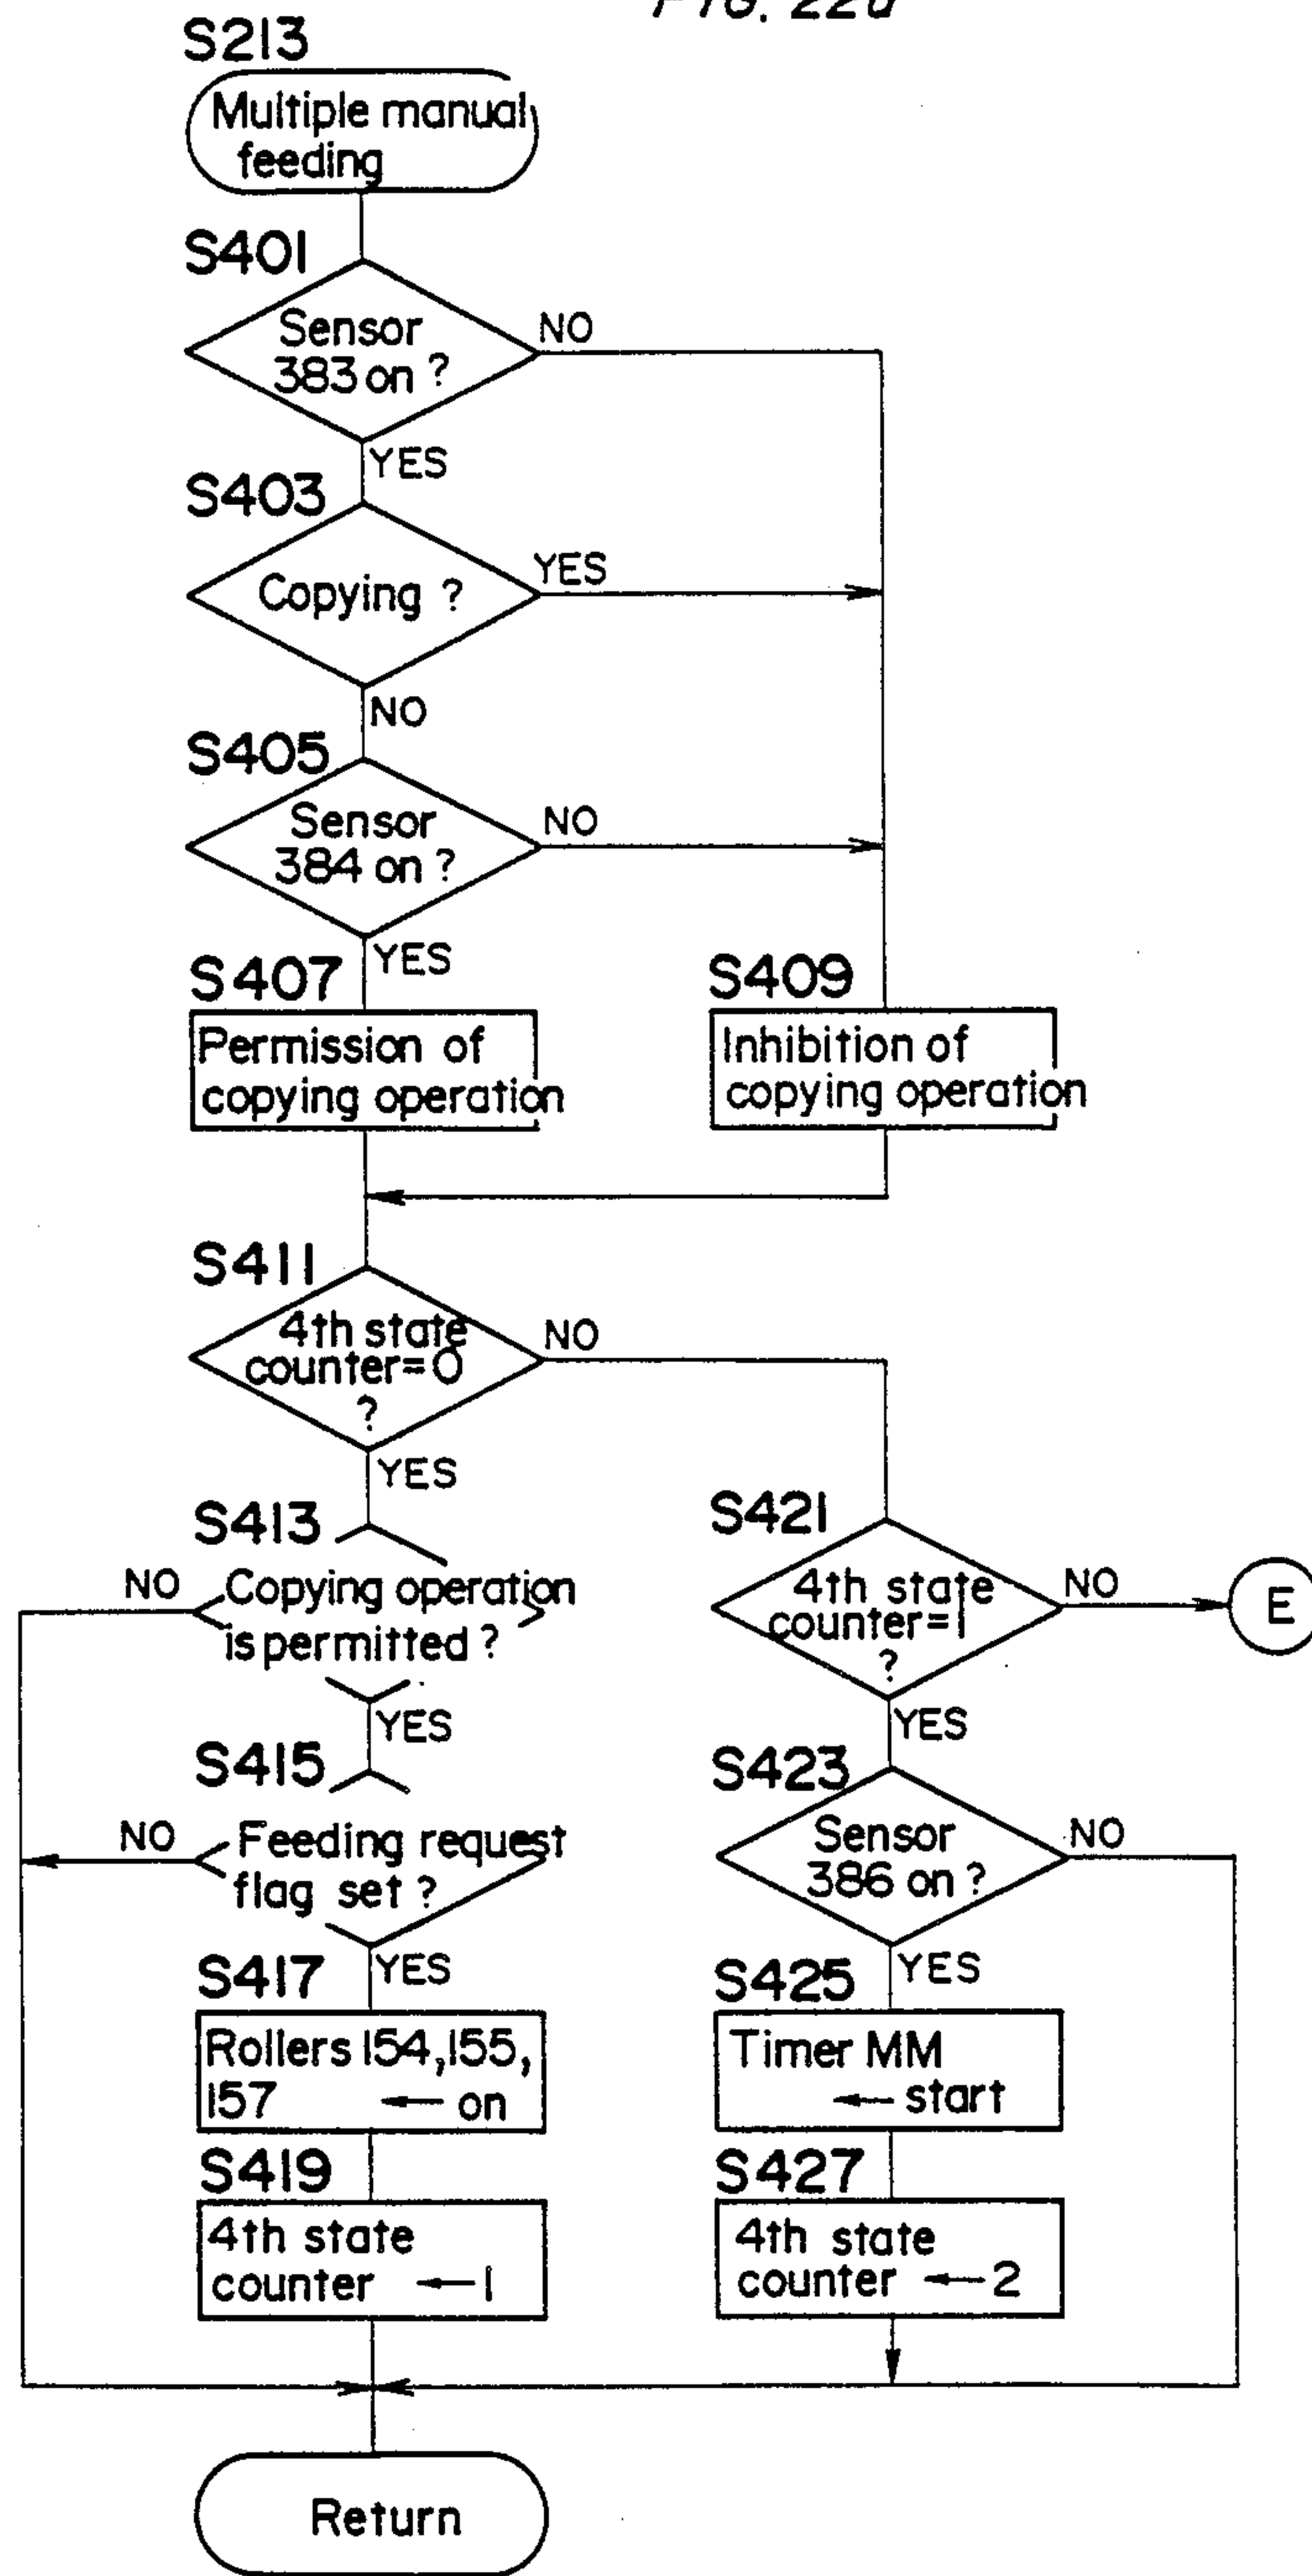 FIG. 22a
S213
Multiple manual
feeding
S401
Sensor
383 on ?
NO
YES
S403
Copying ?
YES
NO
S405
Sensor
384 on ?
NO
YES
S407
Permission of
copying operation
S409
Inhibition of
copying operation
S411
4th state
counter=0
?
NO
YES
S413
Copying operation
is permitted ?
NO
YES
S415
Feeding request
flag set ?
NO
YES
S417
Rollers 154,155,
157 ← on
S419
4th state
counter ← 1
S421
4th state
counter=1
?
NO
E
YES
S423
Sensor
386 on ?
NO
YES
S425
Timer MM
← start
S427
4th state
counter ← 2
Return